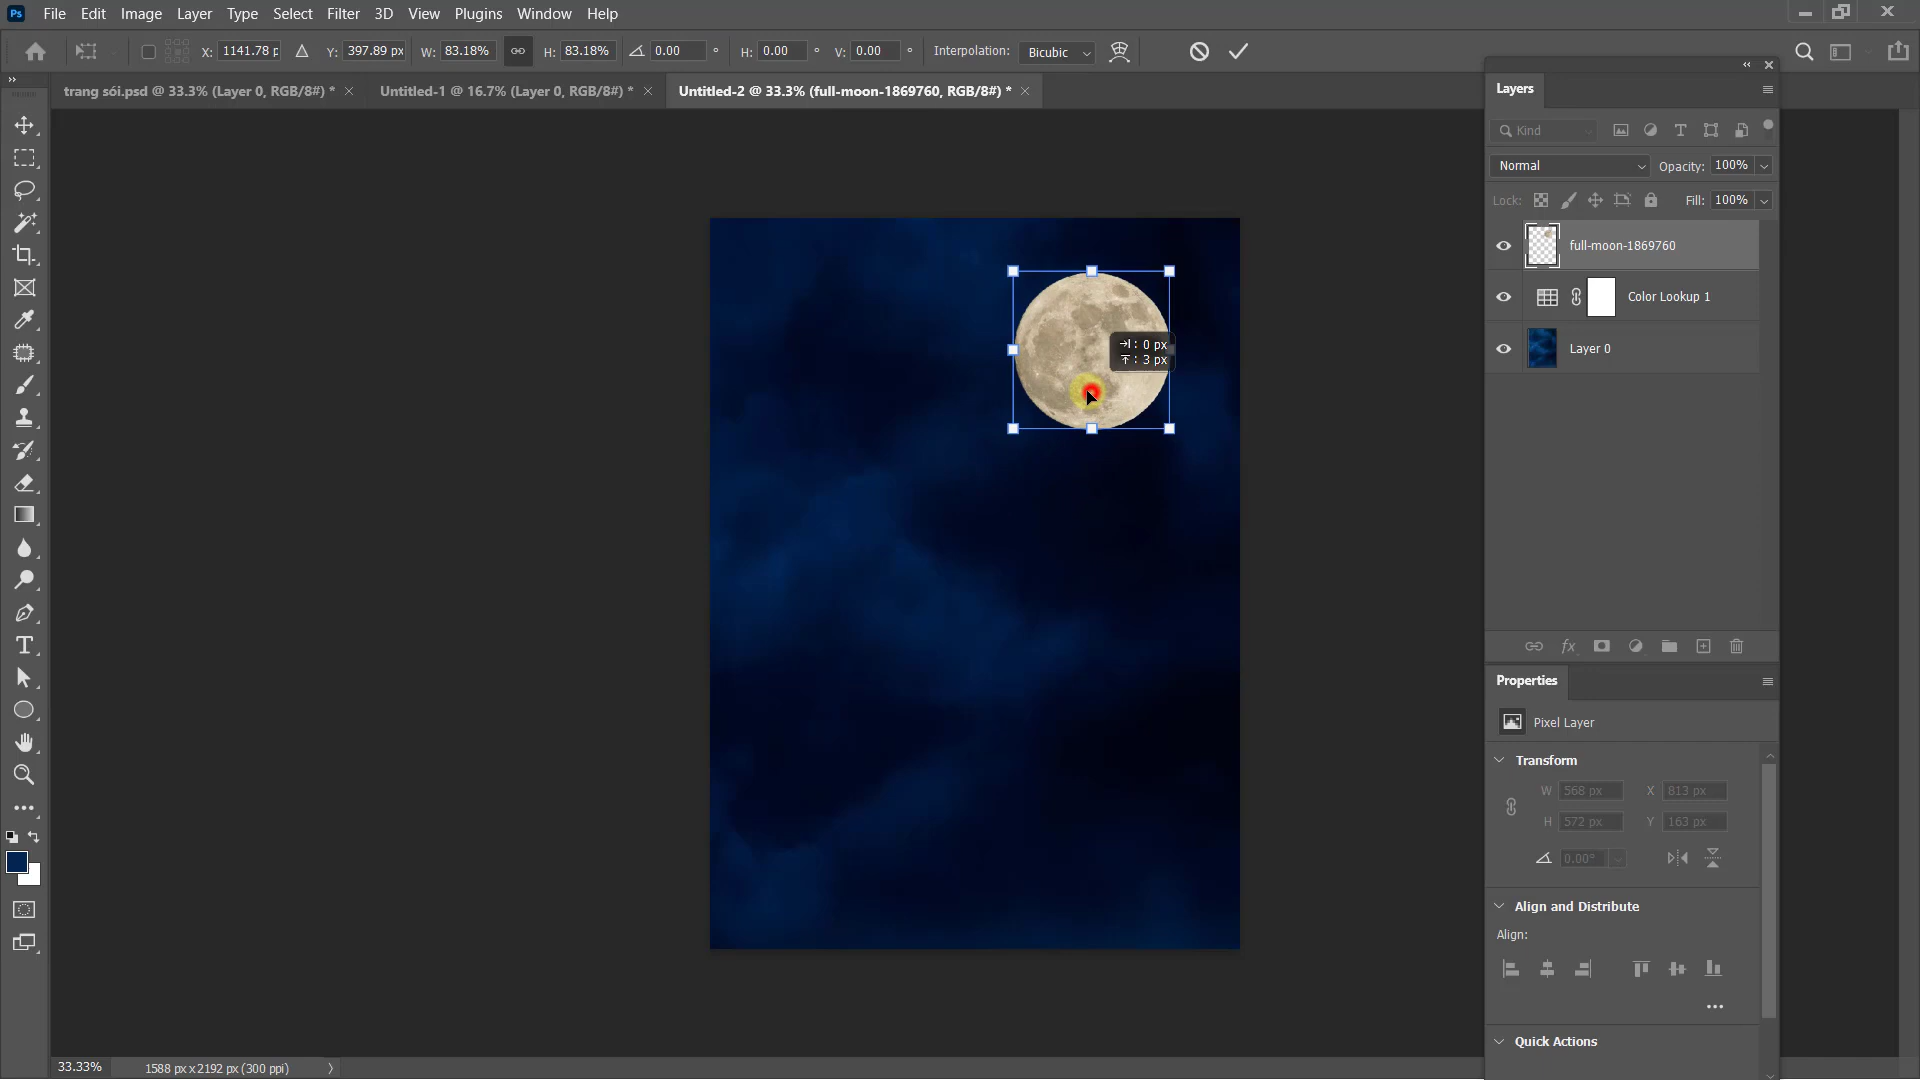 Ps File Edit Image Layer Type Select Filter 3D View Plugins Window Help
X: 1141.78 p Y: 397.89 px W: 83.18% H: 83.18% 0.00 ° H: 0.00 ° V: 0.00 ° Interpolation: Bicubic
trang sói.psd @ 33.3% (Layer 0, RGB/8#) * Untitled-1 @ 16.7% (Layer 0, RGB/8#) * Untitled-2 @ 33.3% (full-moon-1869760, RGB/8#) *
Layers
Kind
Normal Opacity: 100%
Lock: Fill: 100%
full-moon-1869760
Color Lookup 1
Layer 0
: 0 px
: 3 px
Properties
Pixel Layer
Transform
W 568 px X 813 px
H 572 px Y 163 px
0.00°
Align and Distribute
Align:
Quick Actions
33.33% 1588 px x 2192 px (300 ppi)